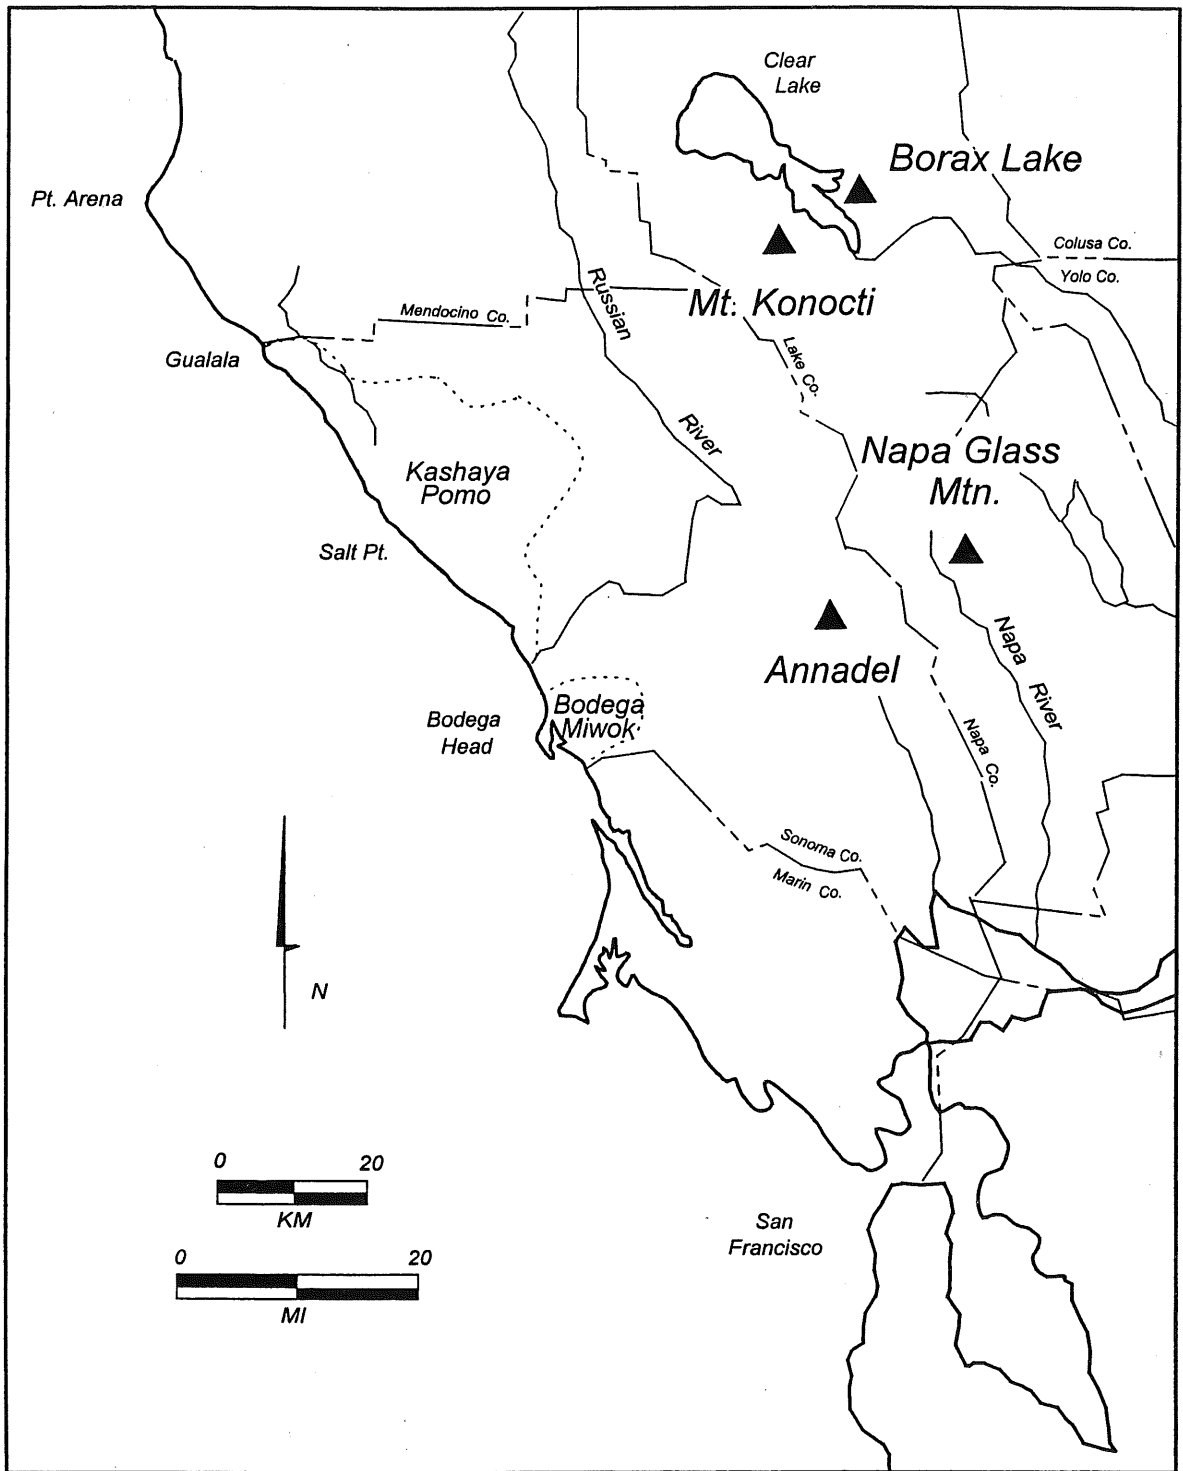 Clear
Lake
Borax Lake
Pt. Arena
Colusa Co.
Yolo Co.
Russian
River
Mt. Konocti
Mendocino Co.
Lake Co.
Gualala
Napa Glass
Mtn.
Kashaya
Pomo
Salt Pt.
Napa
River
Annadel
Bodega
Miwok
Bodega
Head
Napa Co.
Sonoma Co.
Marin Co.
N
0 20
KM
0 20
MI
San
Francisco